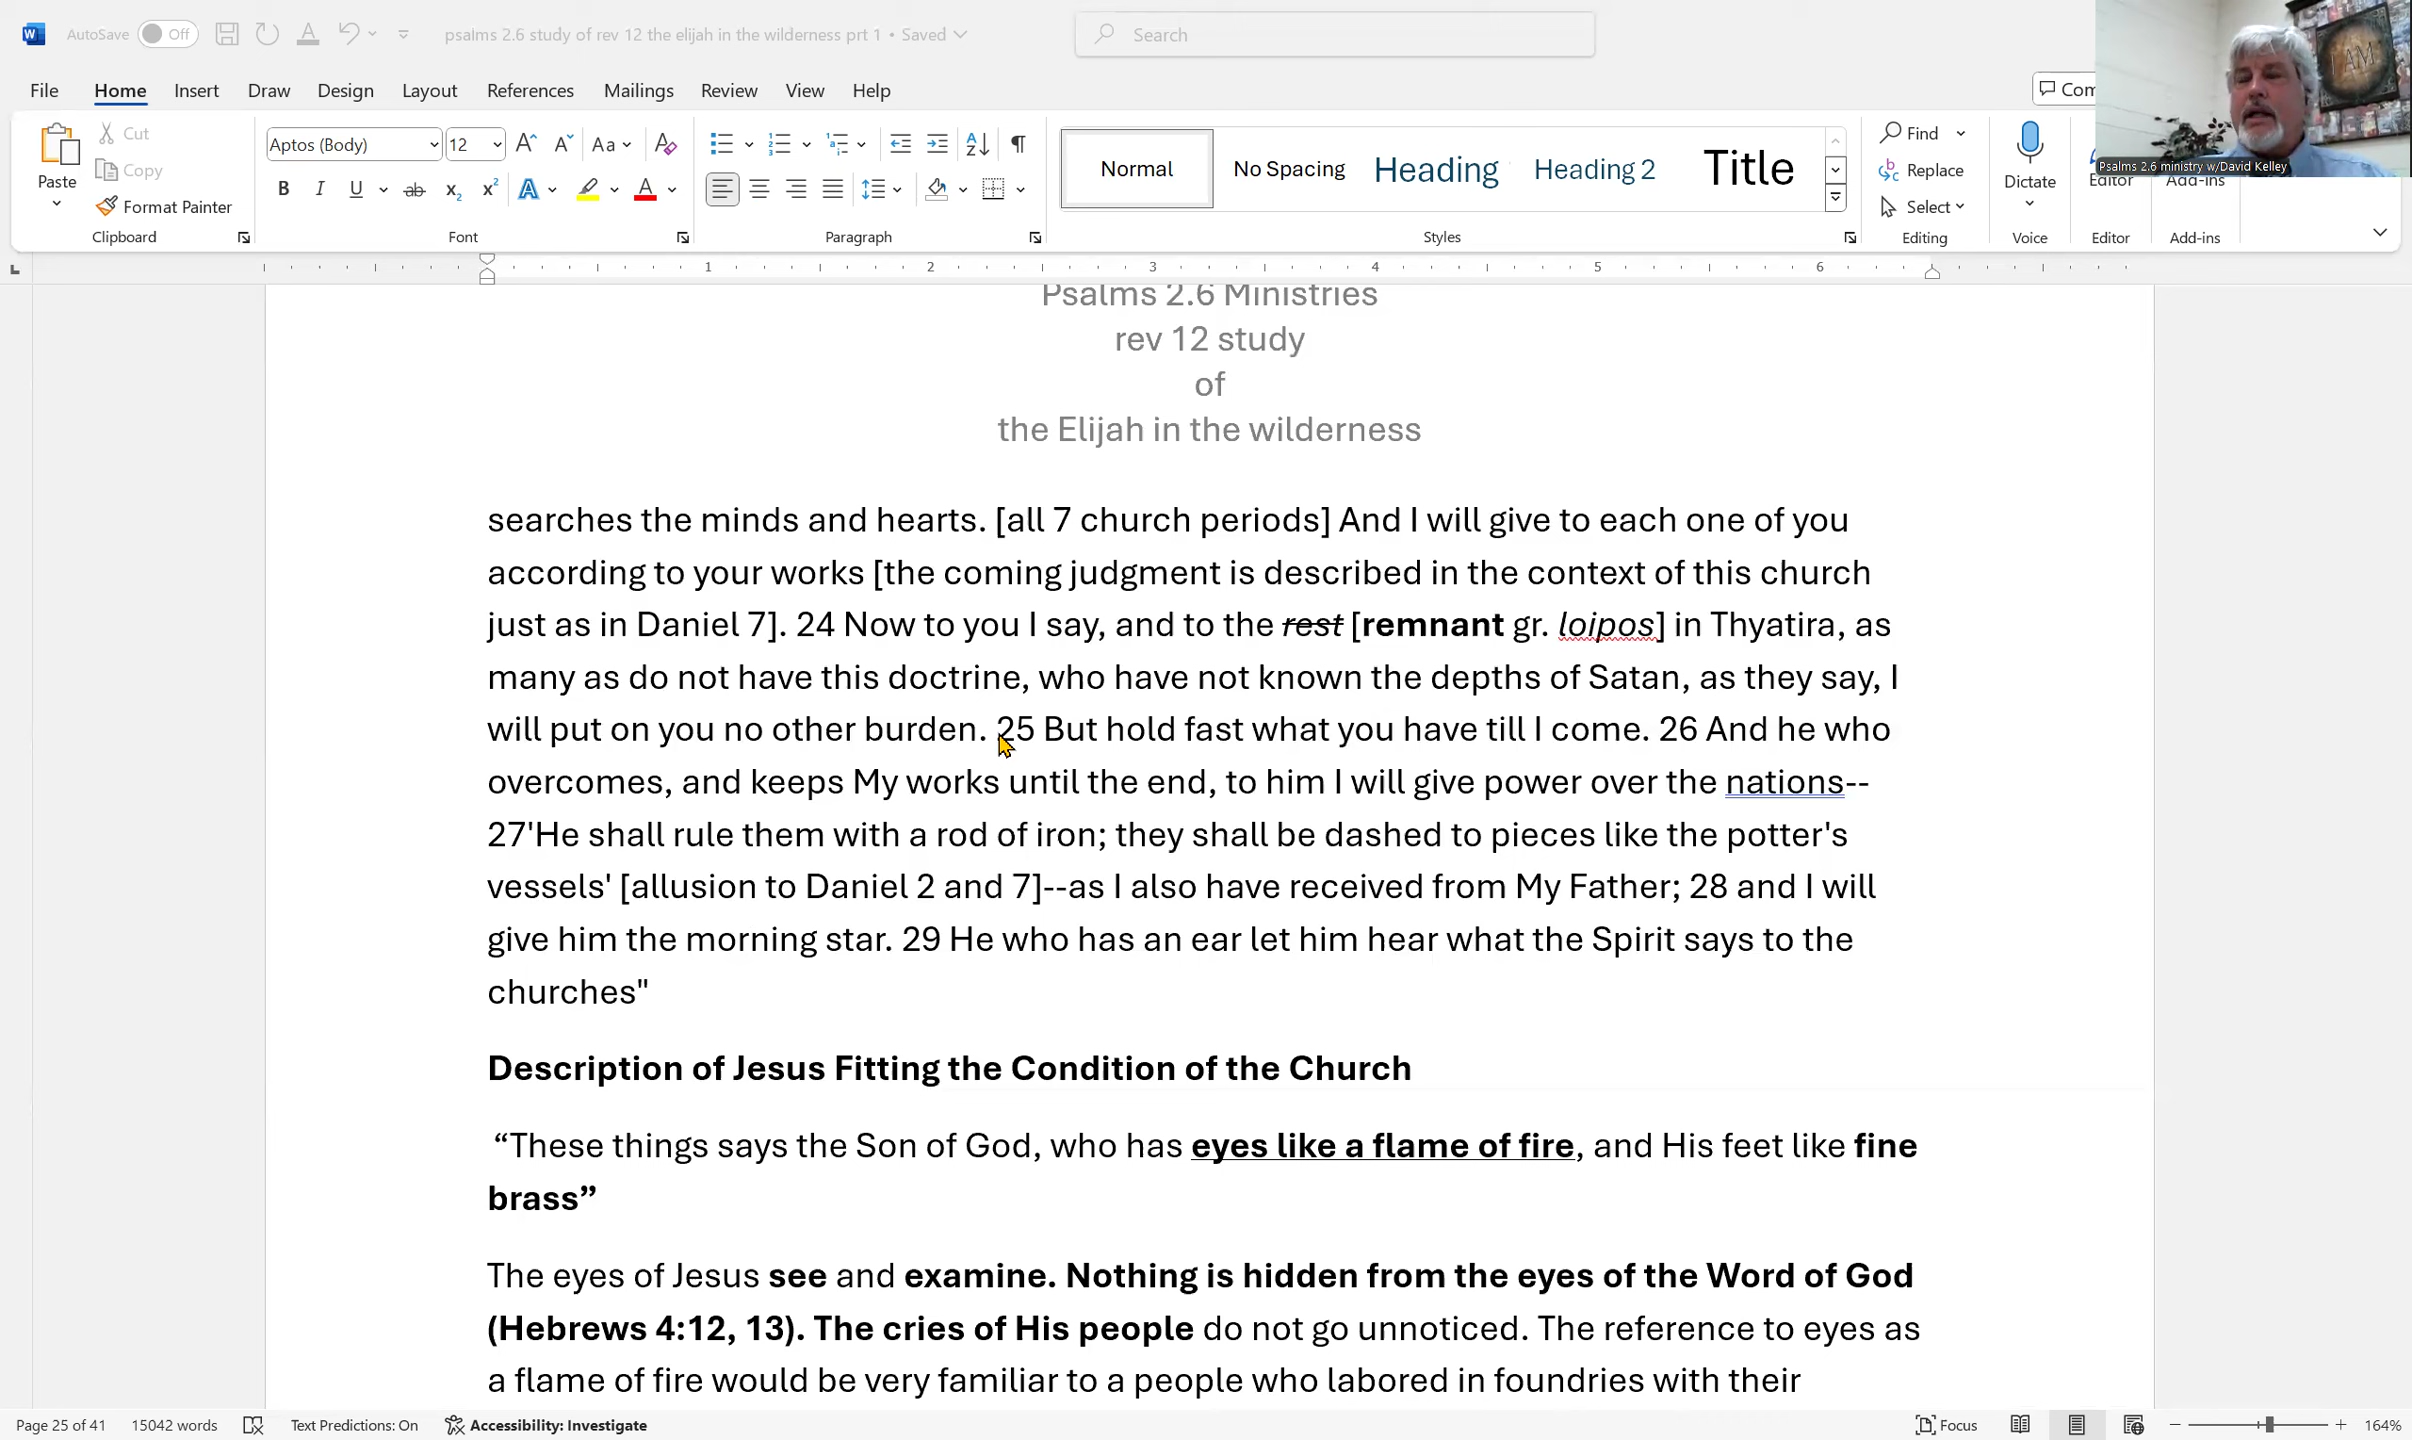 AutoSave Off psalms 2.6 study of rev 12 the elijah in the wilderness prt 1 • Saved Search
File Home Insert Draw Design Layout References Mailings Review View Help Com
Paste Cut Copy Format Painter Clipboard
Aptos (Body) 12 Font
Paragraph
Normal No Spacing Heading Heading 2 Title Styles
Find Replace Select Editing
Dictate Voice
Editor Editor
Add-ins Add-ins
I AM
Psalms 2.6 ministry w/David Kelley
1 2 3 4 5 6
Psalms 2.6 Ministries
rev 12 study
of
the Elijah in the wilderness
searches the minds and hearts. [all 7 church periods] And I will give to each one of you
according to your works [the coming judgment is described in the context of this church
just as in Daniel 7]. 24 Now to you I say, and to the rest [remnant gr. loipos] in Thyatira, as
many as do not have this doctrine, who have not known the depths of Satan, as they say, I
will put on you no other burden. 25 But hold fast what you have till I come. 26 And he who
overcomes, and keeps My works until the end, to him I will give power over the nations--
27'He shall rule them with a rod of iron; they shall be dashed to pieces like the potter's
vessels' [allusion to Daniel 2 and 7]--as I also have received from My Father; 28 and I will
give him the morning star. 29 He who has an ear let him hear what the Spirit says to the
churches"
Description of Jesus Fitting the Condition of the Church
“These things says the Son of God, who has eyes like a flame of fire, and His feet like fine
brass”
The eyes of Jesus see and examine. Nothing is hidden from the eyes of the Word of God
(Hebrews 4:12, 13). The cries of His people do not go unnoticed. The reference to eyes as
a flame of fire would be very familiar to a people who labored in foundries with their
Page 25 of 41 15042 words Text Predictions: On Accessibility: Investigate Focus 164%